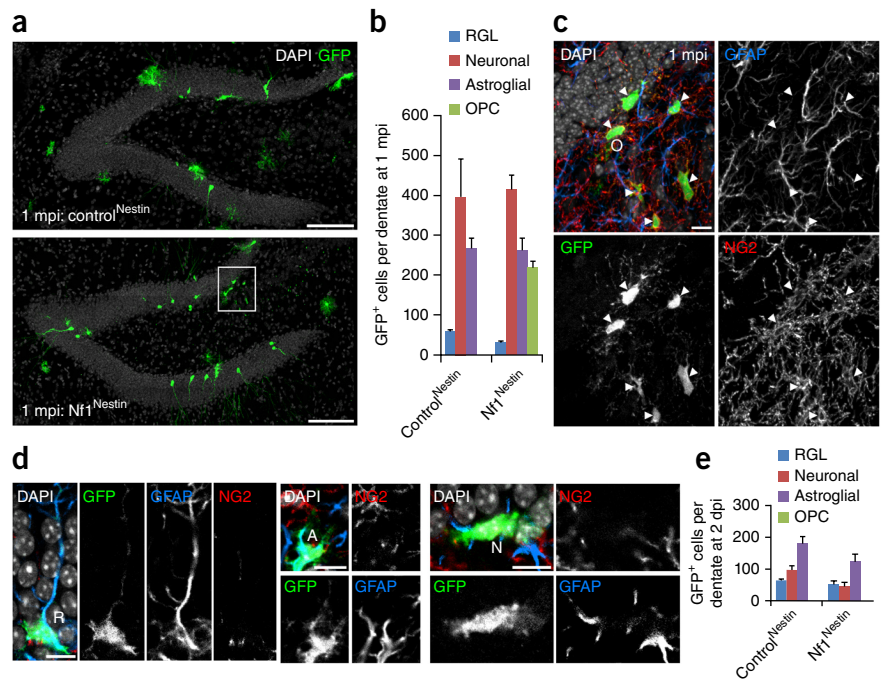 a
DAPI GFP
1 mpi: control^Nestin
1 mpi: Nf1^Nestin
b
RGL
Neuronal
Astroglial
OPC
GFP+ cells per dentate at 1 mpi
600
500
400
300
200
100
0
Control^Nestin
Nf1^Nestin
c
DAPI 1 mpi
O
GFAP
GFP
NG2
d
DAPI
R
GFP
GFAP
NG2
DAPI
A
NG2
GFP
GFAP
DAPI
N
NG2
GFP
GFAP
e
RGL
Neuronal
Astroglial
OPC
GFP+ cells per
dentate at 2 dpi
300
200
100
0
Control^Nestin
Nf1^Nestin